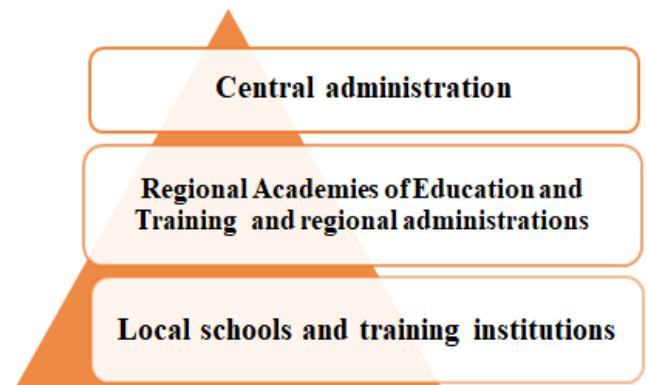 Central administration
Regional Academies of Education and
Training and regional administrations
Local schools and training institutions